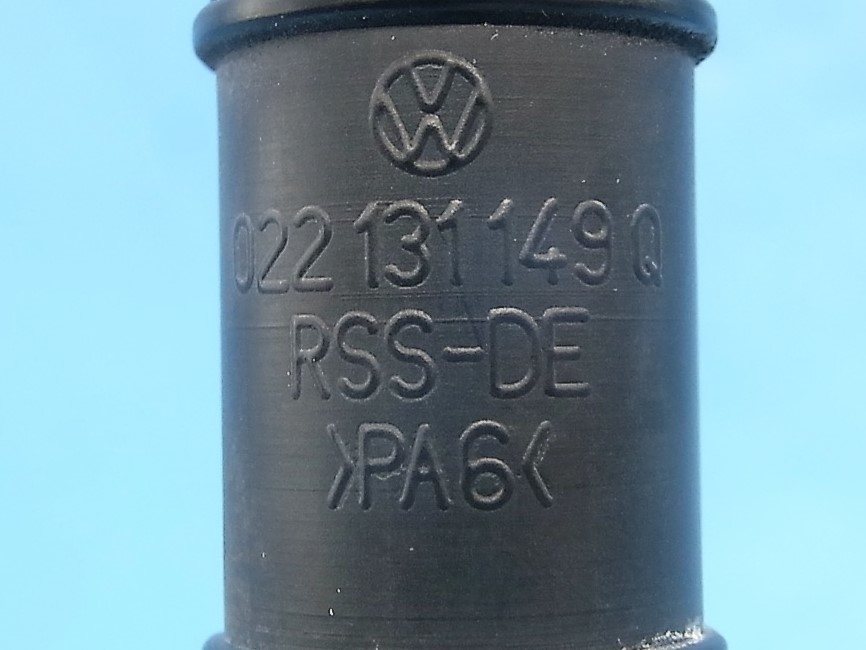 022 131 149 Q
RSS-DE
>PA6<